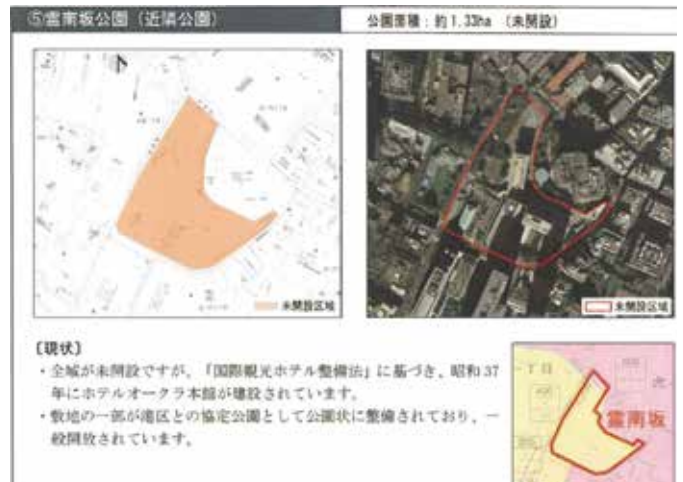 ⑤霊南坂公園（近隣公園）
公園面積：約1.33ha （未開設）
未開設区域
未開設区域
〔現状〕
・全域が未開設ですが、「国際観光ホテル整備法」に基づき、昭和37
年にホテルオークラ本館が建設されています。
・敷地の一部が港区との協定公園として公園状に整備されており、一
般開放されています。
丁目
霊南坂